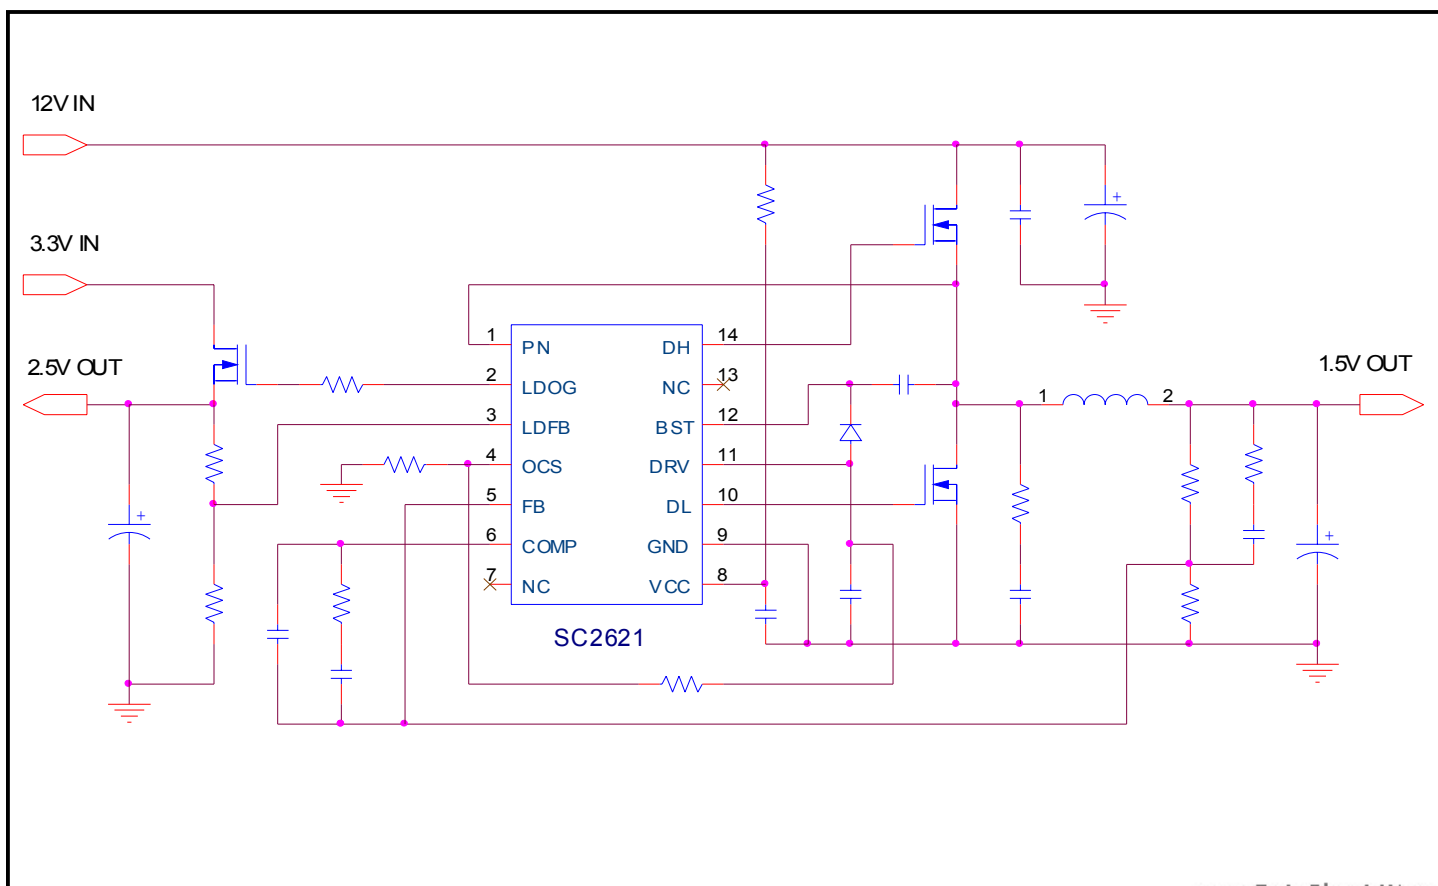 12V IN
3.3V IN
2.5V OUT
1.5V OUT
1 PN DH 14
2 LDOG NC 13
3 LDFB BST 12
4 OCS DRV 11
5 FB DL 10
6 COMP GND 9
7 NC VCC 8
SC2621
1 2
+
+
+